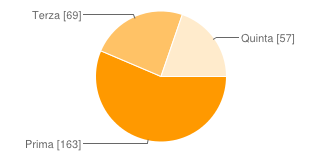 Terza [69]
Quinta [57]
Prima [163]